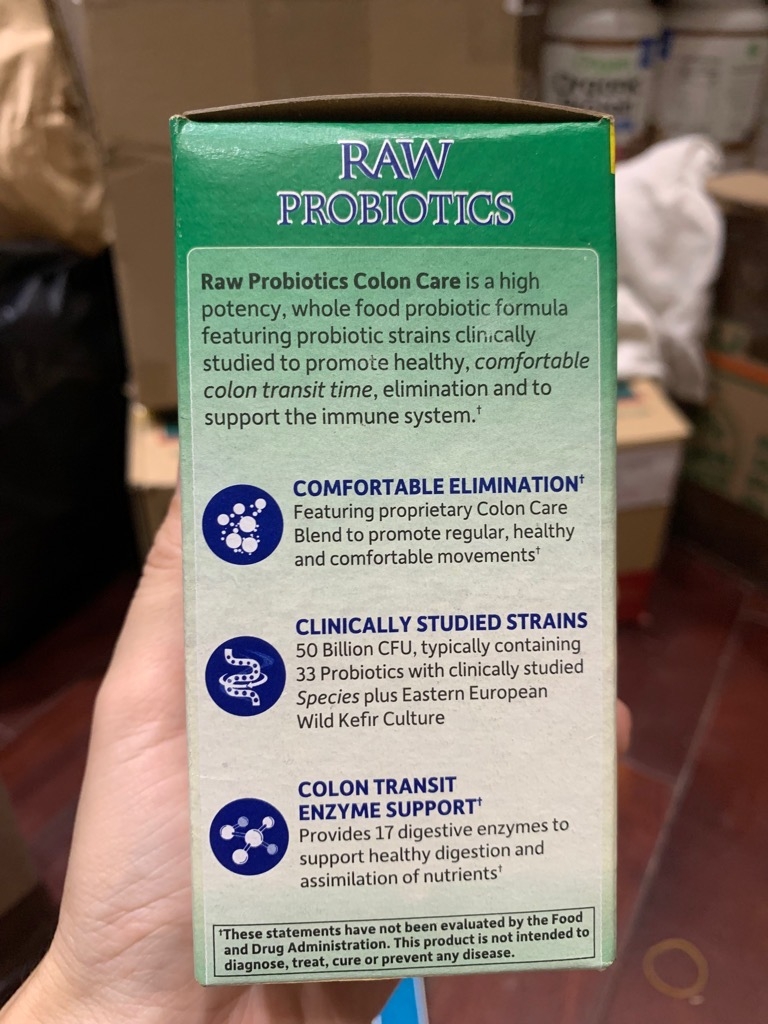 RAW
PROBIOTICS
Raw Probiotics Colon Care is a high
potency, whole food probiotic formula
featuring probiotic strains clinically
studied to promote healthy, comfortable
colon transit time, elimination and to
support the immune system.†
COMFORTABLE ELIMINATION†
Featuring proprietary Colon Care
Blend to promote regular, healthy
and comfortable movements†
CLINICALLY STUDIED STRAINS
50 Billion CFU, typically containing
33 Probiotics with clinically studied
Species plus Eastern European
Wild Kefir Culture
COLON TRANSIT
ENZYME SUPPORT†
Provides 17 digestive enzymes to
support healthy digestion and
assimilation of nutrients†
†These statements have not been evaluated by the Food
and Drug Administration. This product is not intended to
diagnose, treat, cure or prevent any disease.